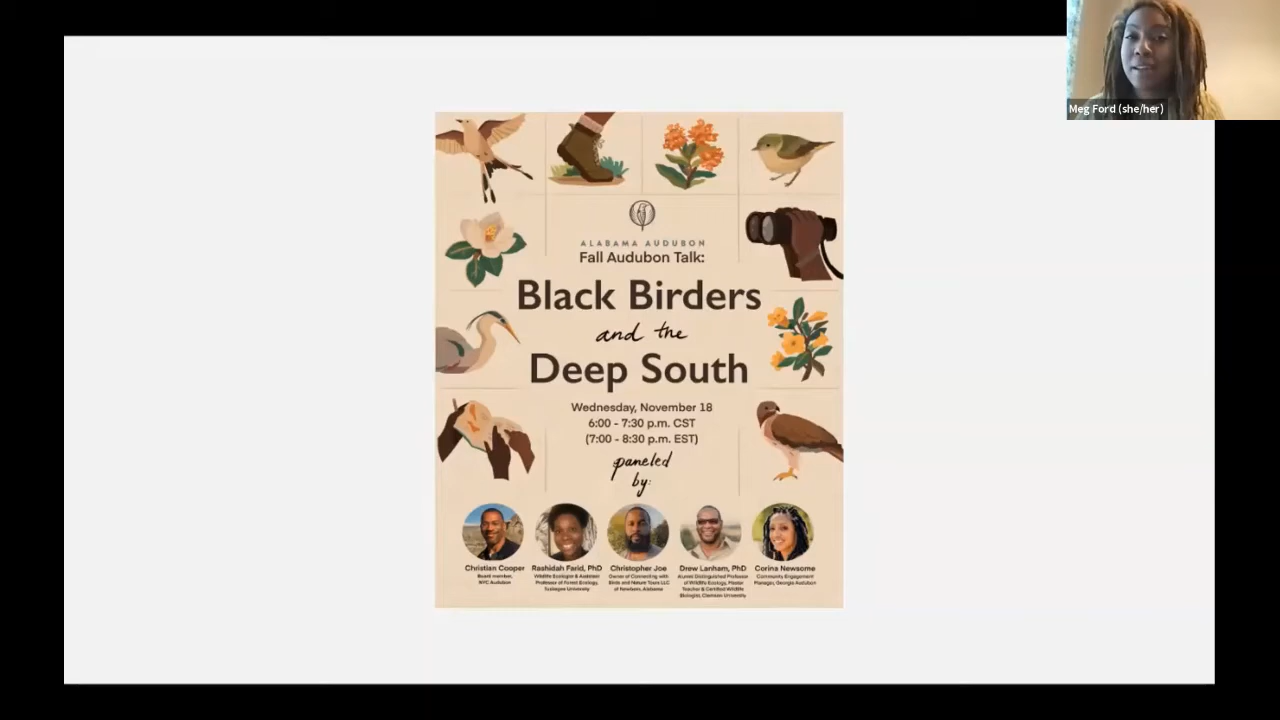 Meg Ford (she/her)
ALABAMA AUDUBON
Fall Audubon Talk:
Black Birders
and the
Deep South
Wednesday, November 18
6:00 - 7:30 p.m. CST
(7:00 - 8:30 p.m. EST)
paneled
by:
Christian Cooper
Board member,
NYC Audubon
Rashidah Farid, PhD
Wildlife Ecologist & Assistant
Professor of Forest Ecology,
Tuskegee University
Christopher Joe
Owner of Connecting with
Birds and Nature Tours LLC
of Newbern, Alabama
Drew Lanham, PhD
Alumni Distinguished Professor
of Wildlife Ecology, Master
Teacher & Certified Wildlife
Biologist, Clemson University
Corina Newsome
Community Engagement
Manager, Georgia Audubon